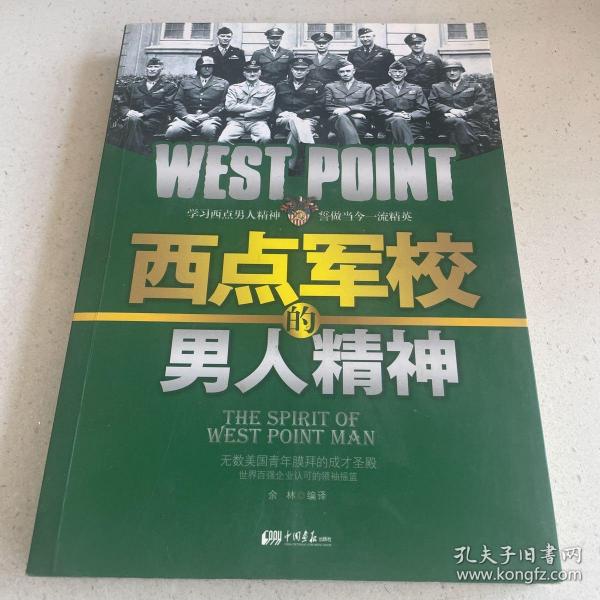 WEST POINT
学习西点男人精神 誓做当今一流精英
西点军校
的
男人精神
THE SPIRIT OF
WEST POINT MAN
无数美国青年膜拜的成才圣殿
世界百强企业认可的领袖摇篮
余 林 ◎ 编译
中国画报出版社
孔夫子旧书网
www.kongfz.com